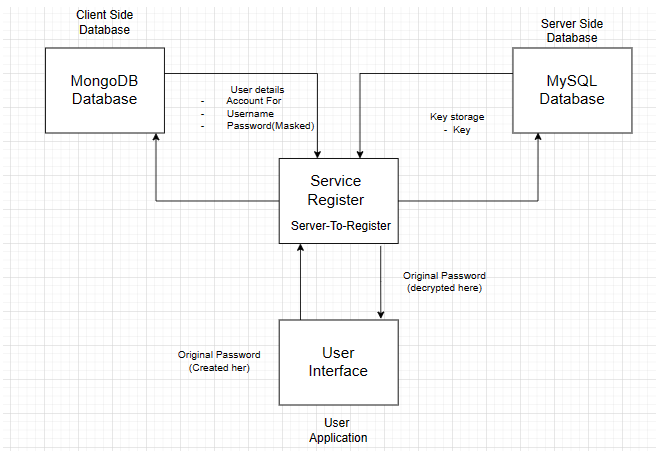 Client Side
Database
Server Side
Database
MongoDB
Database
MySQL
Database
User details
- Account For
- Username
- Password(Masked)
Key storage
- Key
Service
Register
Server-To-Register
Original Password
(decrypted here)
Original Password
(Created her)
User
Interface
User
Application